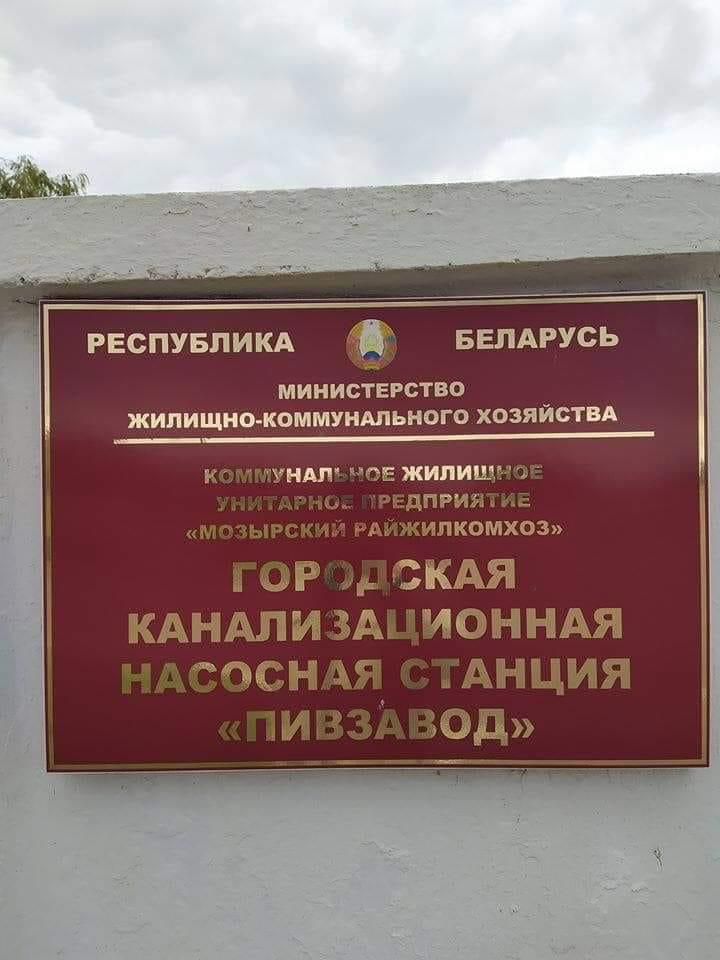 РЕСПУБЛИКА БЕЛАРУСЬ
МИНИСТЕРСТВО
ЖИЛИЩНО-КОММУНАЛЬНОГО ХОЗЯЙСТВА
КОММУНАЛЬНОЕ ЖИЛИЩНОЕ
УНИТАРНОЕ ПРЕДПРИЯТИЕ
«МОЗЫРСКИЙ РАЙЖИЛКОМХОЗ»
ГОРОДСКАЯ
КАНАЛИЗАЦИОННАЯ
НАСОСНАЯ СТАНЦИЯ
«ПИВЗАВОД»